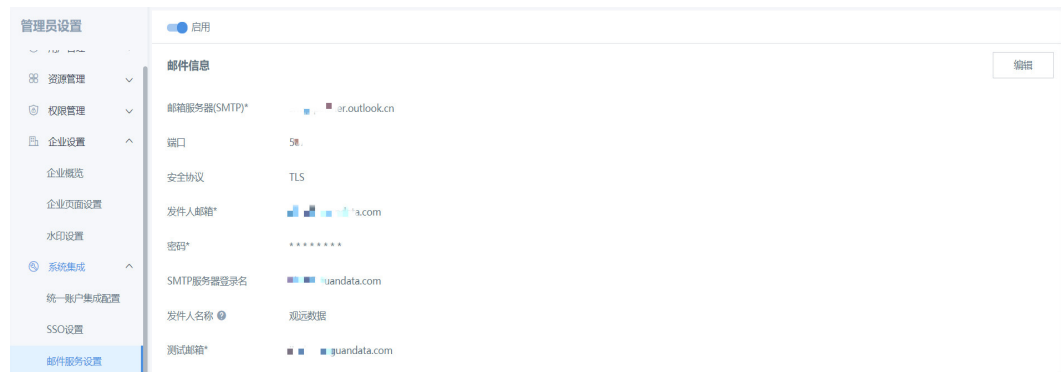 管理员设置
启用
资源管理
权限管理
企业设置
企业概览
企业页面设置
水印设置
系统集成
统一账户集成配置
SSO设置
邮件服务设置
邮件信息
编辑
邮箱服务器(SMTP)* er.outlook.cn
端口
安全协议 TLS
发件人邮箱* a.com
密码* ********
SMTP服务器登录名 uandata.com
发件人名称 观远数据
测试邮箱* guandata.com